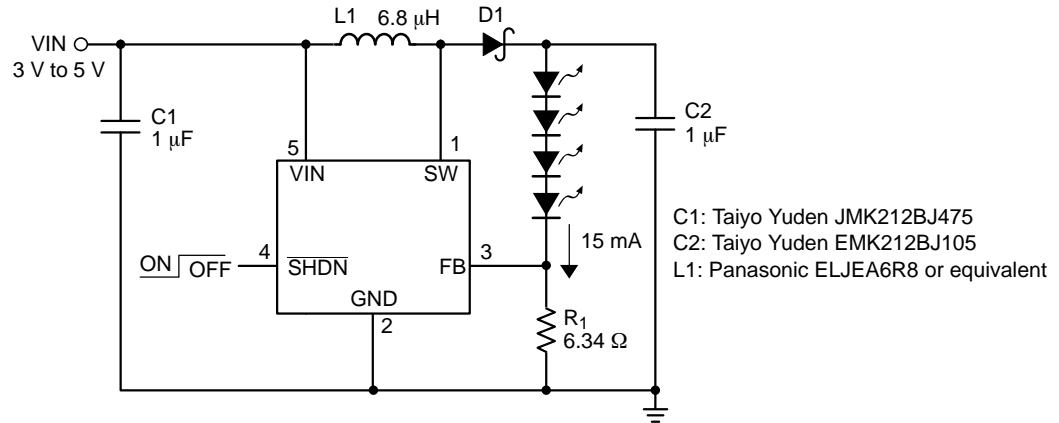 L1 6.8 μH
D1
VIN
3 V to 5 V
C1
1 μF
C2
1 μF
5
1
VIN
SW
ON OFF
4
SHDN
FB
3
15 mA
GND
2
R1
6.34 Ω
C1: Taiyo Yuden JMK212BJ475
C2: Taiyo Yuden EMK212BJ105
L1: Panasonic ELJEA6R8 or equivalent